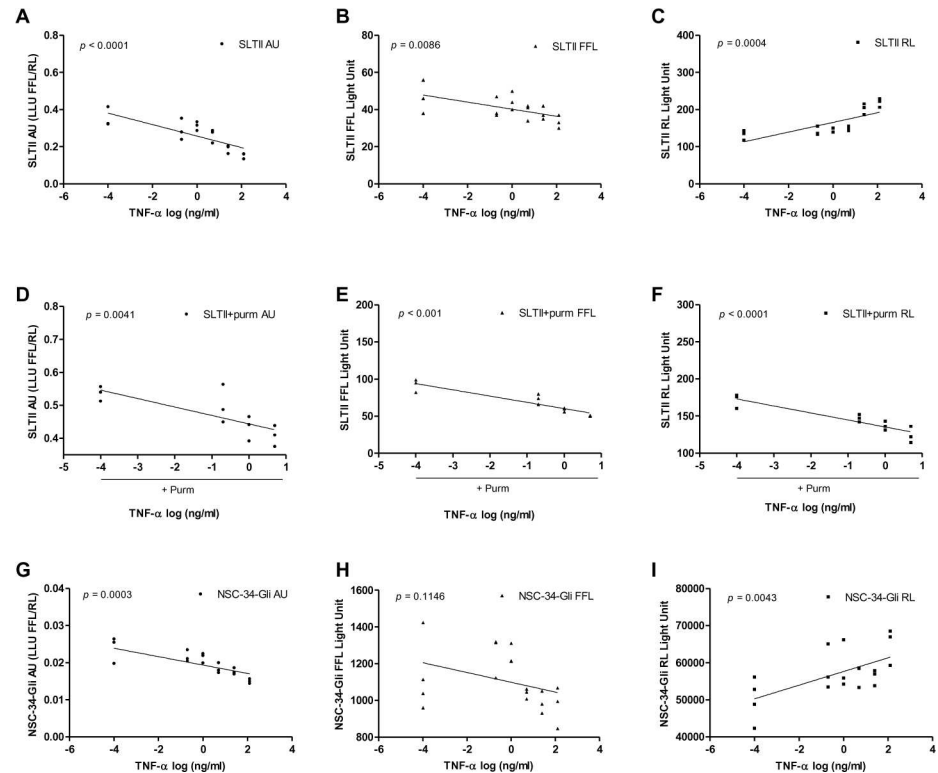 A
p < 0.0001
SLTII AU
SLTII AU (LLU FFL/RL)
0.8
0.6
0.4
0.2
0.0
-6 -4 -2 0 2 4
TNF-α log (ng/ml)
B
p = 0.0086
SLTII FFL
SLTII FFL Light Unit
80
60
40
20
0
-6 -4 -2 0 2 4
TNF-α log (ng/ml)
C
p = 0.0004
SLTII RL
SLTII RL Light Unit
400
300
200
100
0
-6 -4 -2 0 2 4
TNF-α log (ng/ml)
D
p = 0.0041
SLTII+purm AU
SLTII AU (LLU FFL/RL)
0.8
0.7
0.6
0.5
0.4
-5 -4 -3 -2 -1 0 1
+ Purm
TNF-α log (ng/ml)
E
p < 0.001
SLTII+purm FFL
SLTII FFL Light Unit
200
150
100
50
0
-5 -4 -3 -2 -1 0 1
+ Purm
TNF-α log (ng/ml)
F
p < 0.0001
SLTII+purm RL
SLTII RL Light Unit
300
250
200
150
100
-5 -4 -3 -2 -1 0 1
+ Purm
TNF-α log (ng/ml)
G
p = 0.0003
NSC-34-Gli AU
NSC-34-Gli AU (LLU FFL/RL)
0.04
0.03
0.02
0.01
0.00
-6 -4 -2 0 2 4
TNF-α log (ng/ml)
H
p = 0.1146
NSC-34-Gli FFL
NSC-34-Gli FFL Light Unit
1600
1400
1200
1000
800
-6 -4 -2 0 2 4
TNF-α log (ng/ml)
I
p = 0.0043
NSC-34-Gli RL
NSC-34-Gli RL Light Unit
80000
70000
60000
50000
40000
-6 -4 -2 0 2 4
TNF-α log (ng/ml)